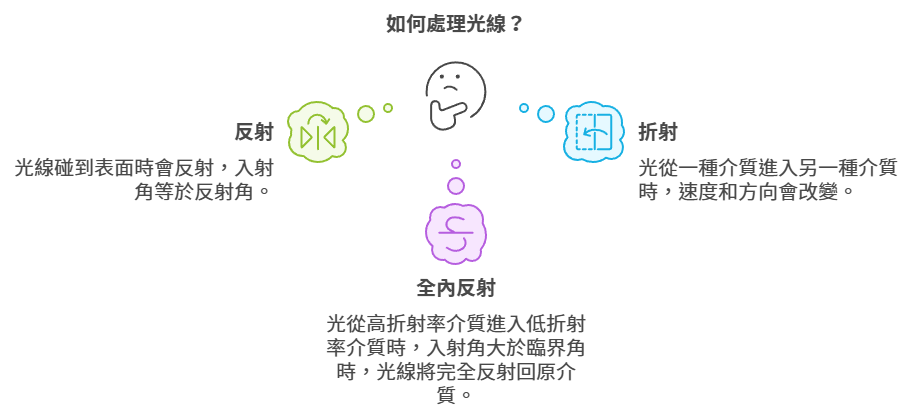 如何處理光線？
反射
光線碰到表面時會反射，入射
角等於反射角。
折射
光從一種介質進入另一種介質
時，速度和方向會改變。
全內反射
光從高折射率介質進入低折射
率介質時，入射角大於臨界角
時，光線將完全反射回原介
質。